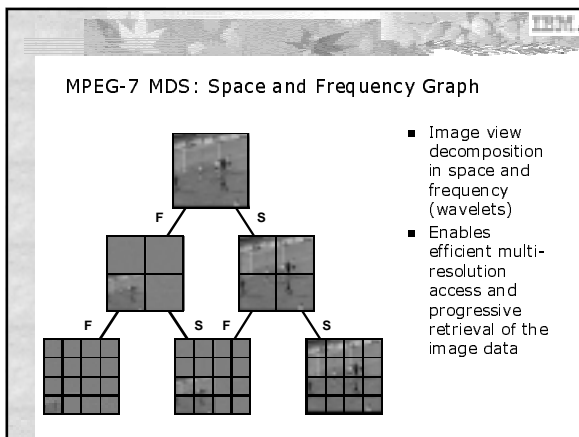 IBM
MPEG-7 MDS: Space and Frequency Graph
F
S
F
S
F
S
■ Image view
decomposition
in space and
frequency
(wavelets)
■ Enables
efficient multi-
resolution
access and
progressive
retrieval of the
image data